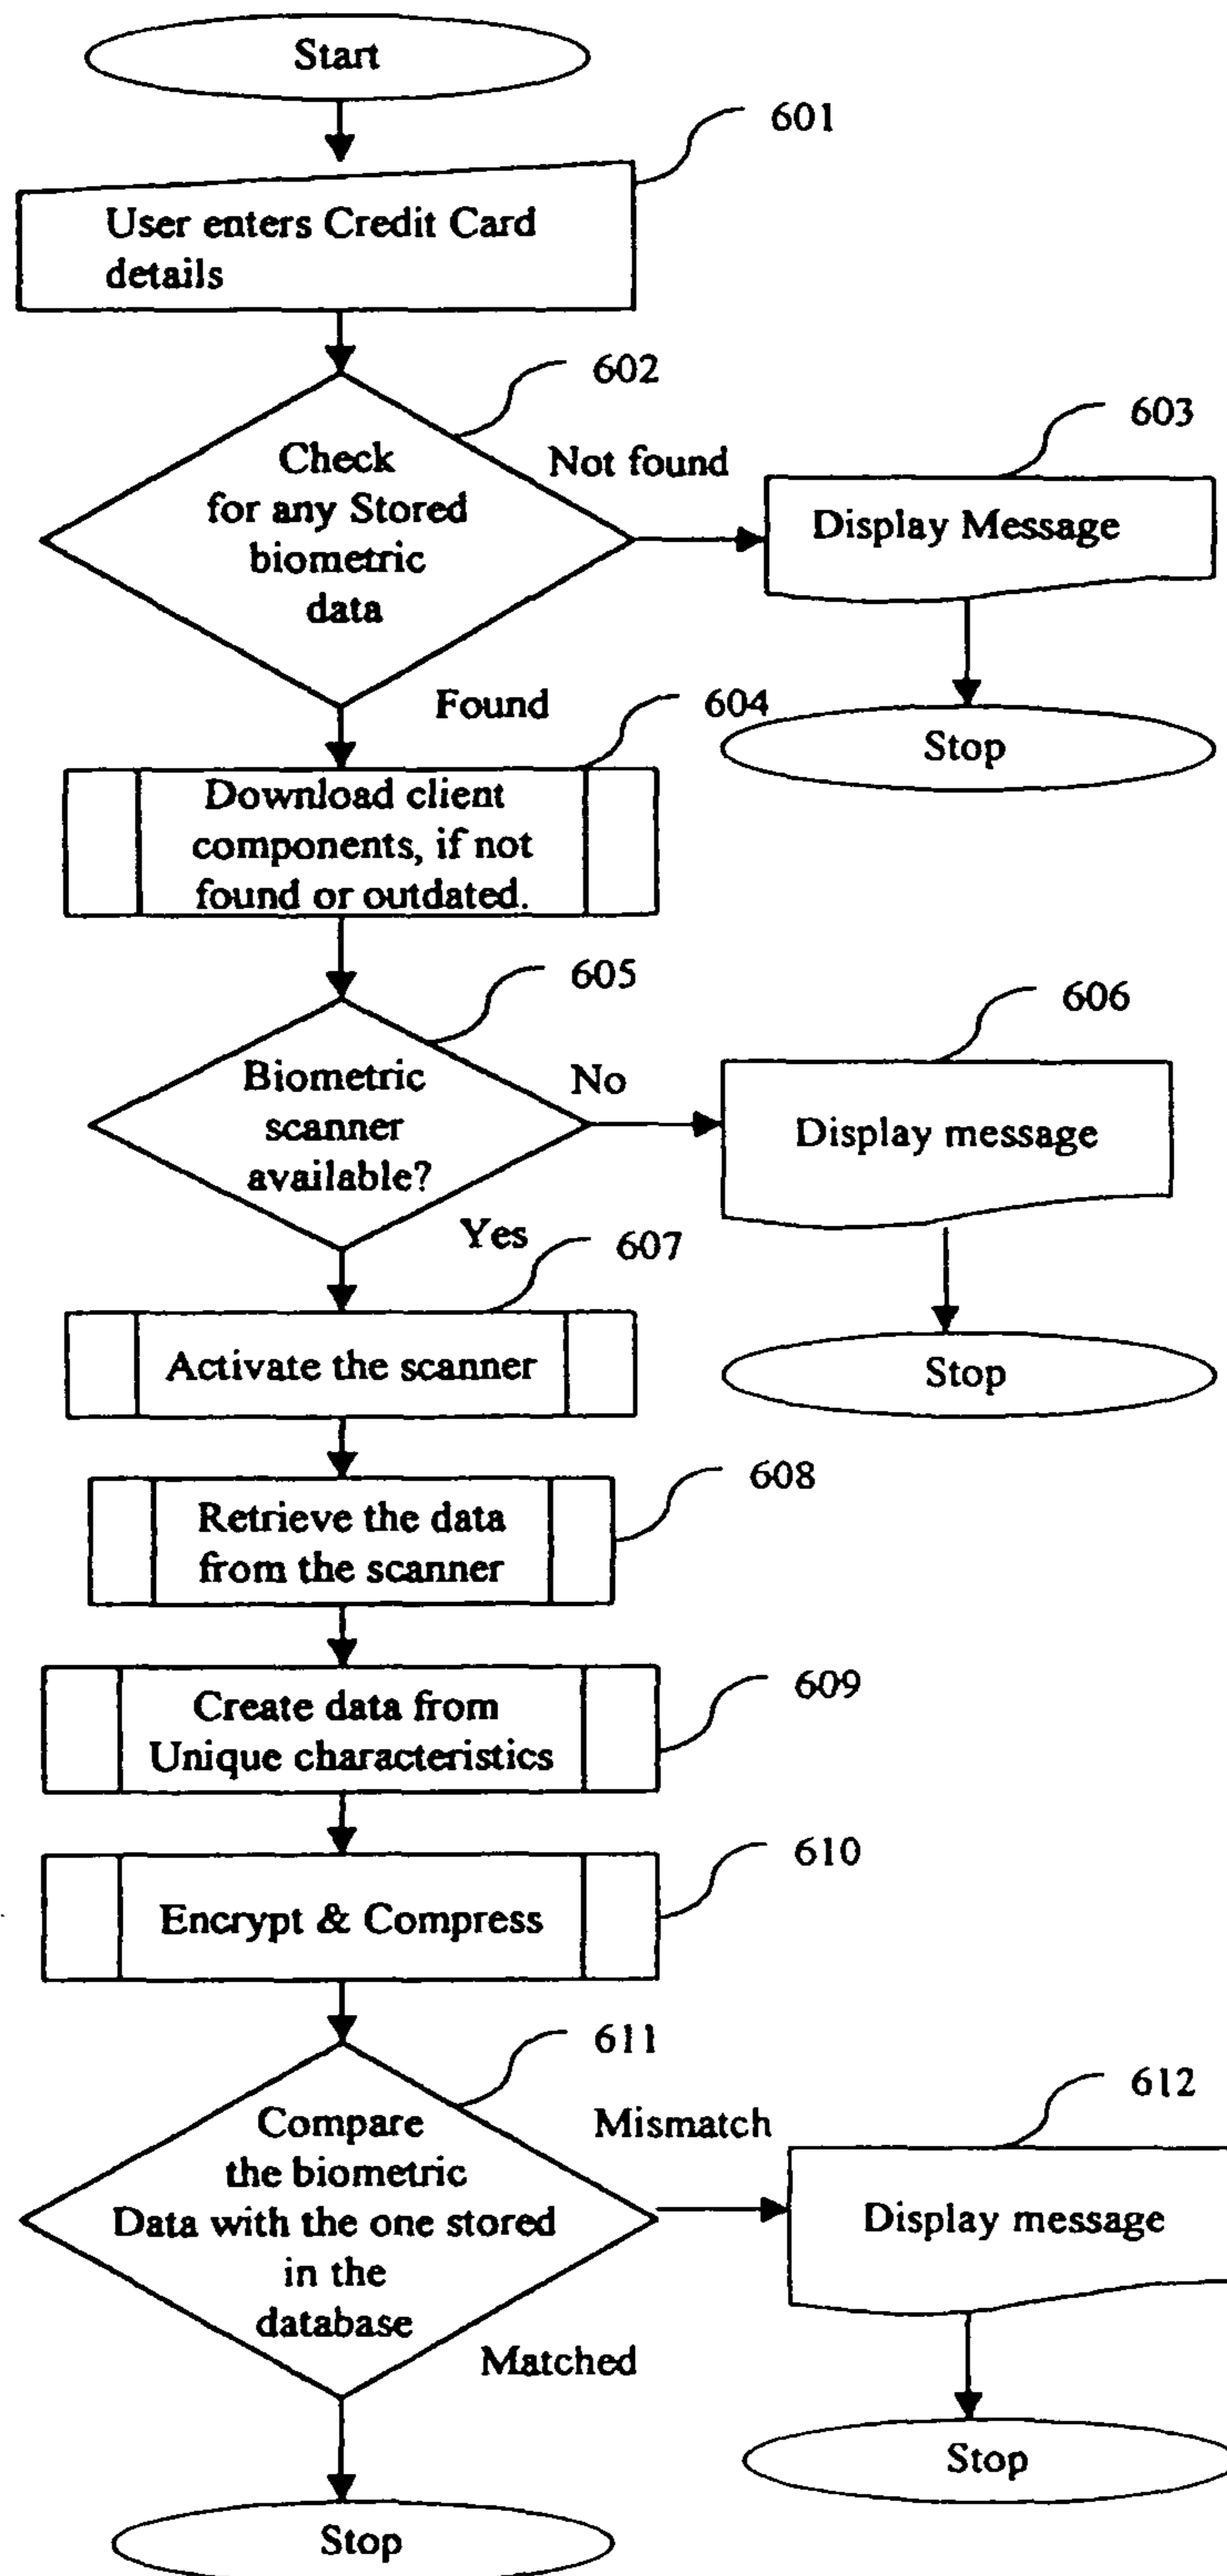 Start
601
User enters Credit Card
details
602
Check
for any Stored
biometric
data
Not found
603
Display Message
Stop
Found
604
Download client
components, if not
found or outdated.
605
Biometric
scanner
available?
No
606
Display message
Stop
Yes
607
Activate the scanner
608
Retrieve the data
from the scanner
609
Create data from
Unique characteristics
610
Encrypt & Compress
611
Compare
the biometric
Data with the one stored
in the
database
Mismatch
612
Display message
Stop
Matched
Stop